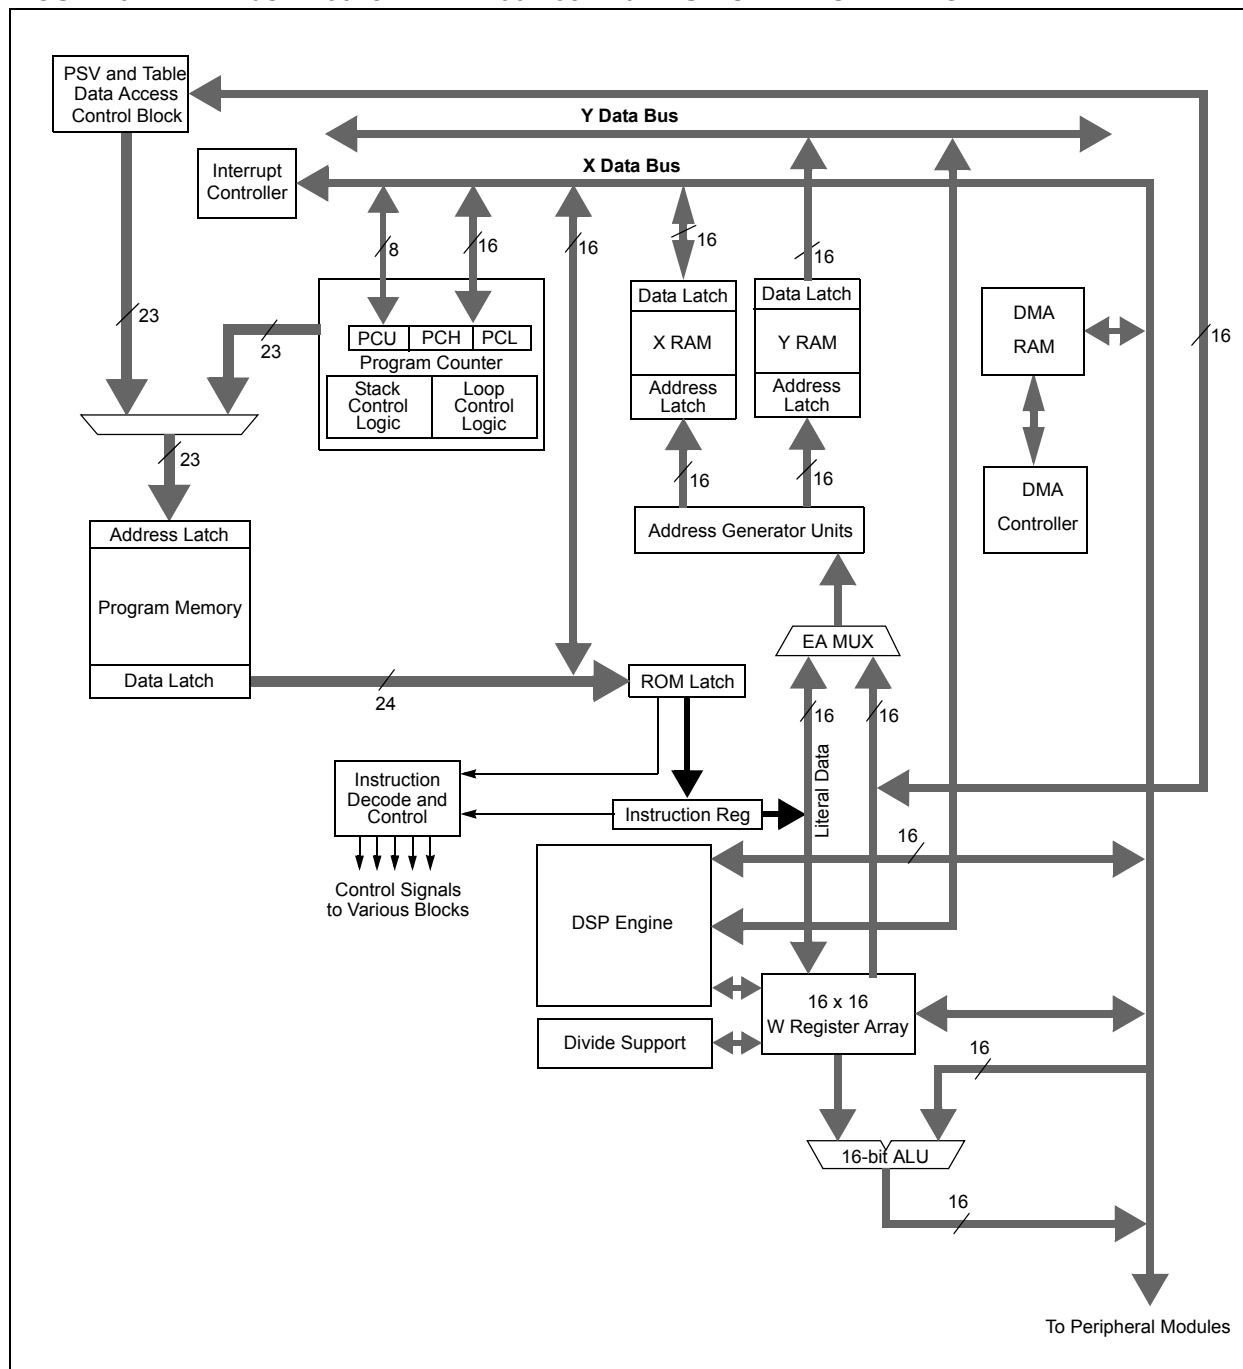 PSV and Table
Data Access
Control Block
Y Data Bus
X Data Bus
Interrupt
Controller
8
16
16
16
16
23
23
16
PCU
PCH
PCL
Program Counter
Stack
Control
Logic
Loop
Control
Logic
Data Latch
X RAM
Address
Latch
Data Latch
Y RAM
Address
Latch
DMA
RAM
23
16
16
DMA
Controller
Address Generator Units
Address Latch
Program Memory
Data Latch
24
EA MUX
ROM Latch
16
16
Literal Data
Instruction
Decode and
Control
Instruction Reg
Control Signals
to Various Blocks
16
DSP Engine
16 x 16
W Register Array
Divide Support
16
16-bit ALU
16
To Peripheral Modules